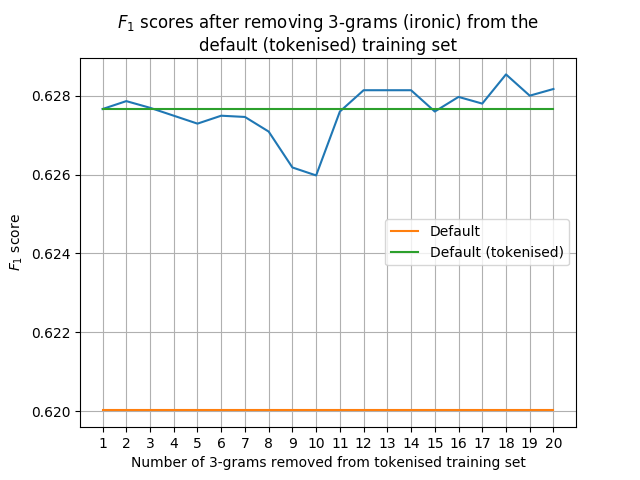 F₁ scores after removing 3-grams (ironic) from the
default (tokenised) training set
F₁ score
0.628
0.626
0.624
0.622
0.620
Default
Default (tokenised)
1 2 3 4 5 6 7 8 9 10 11 12 13 14 15 16 17 18 19 20
Number of 3-grams removed from tokenised training set